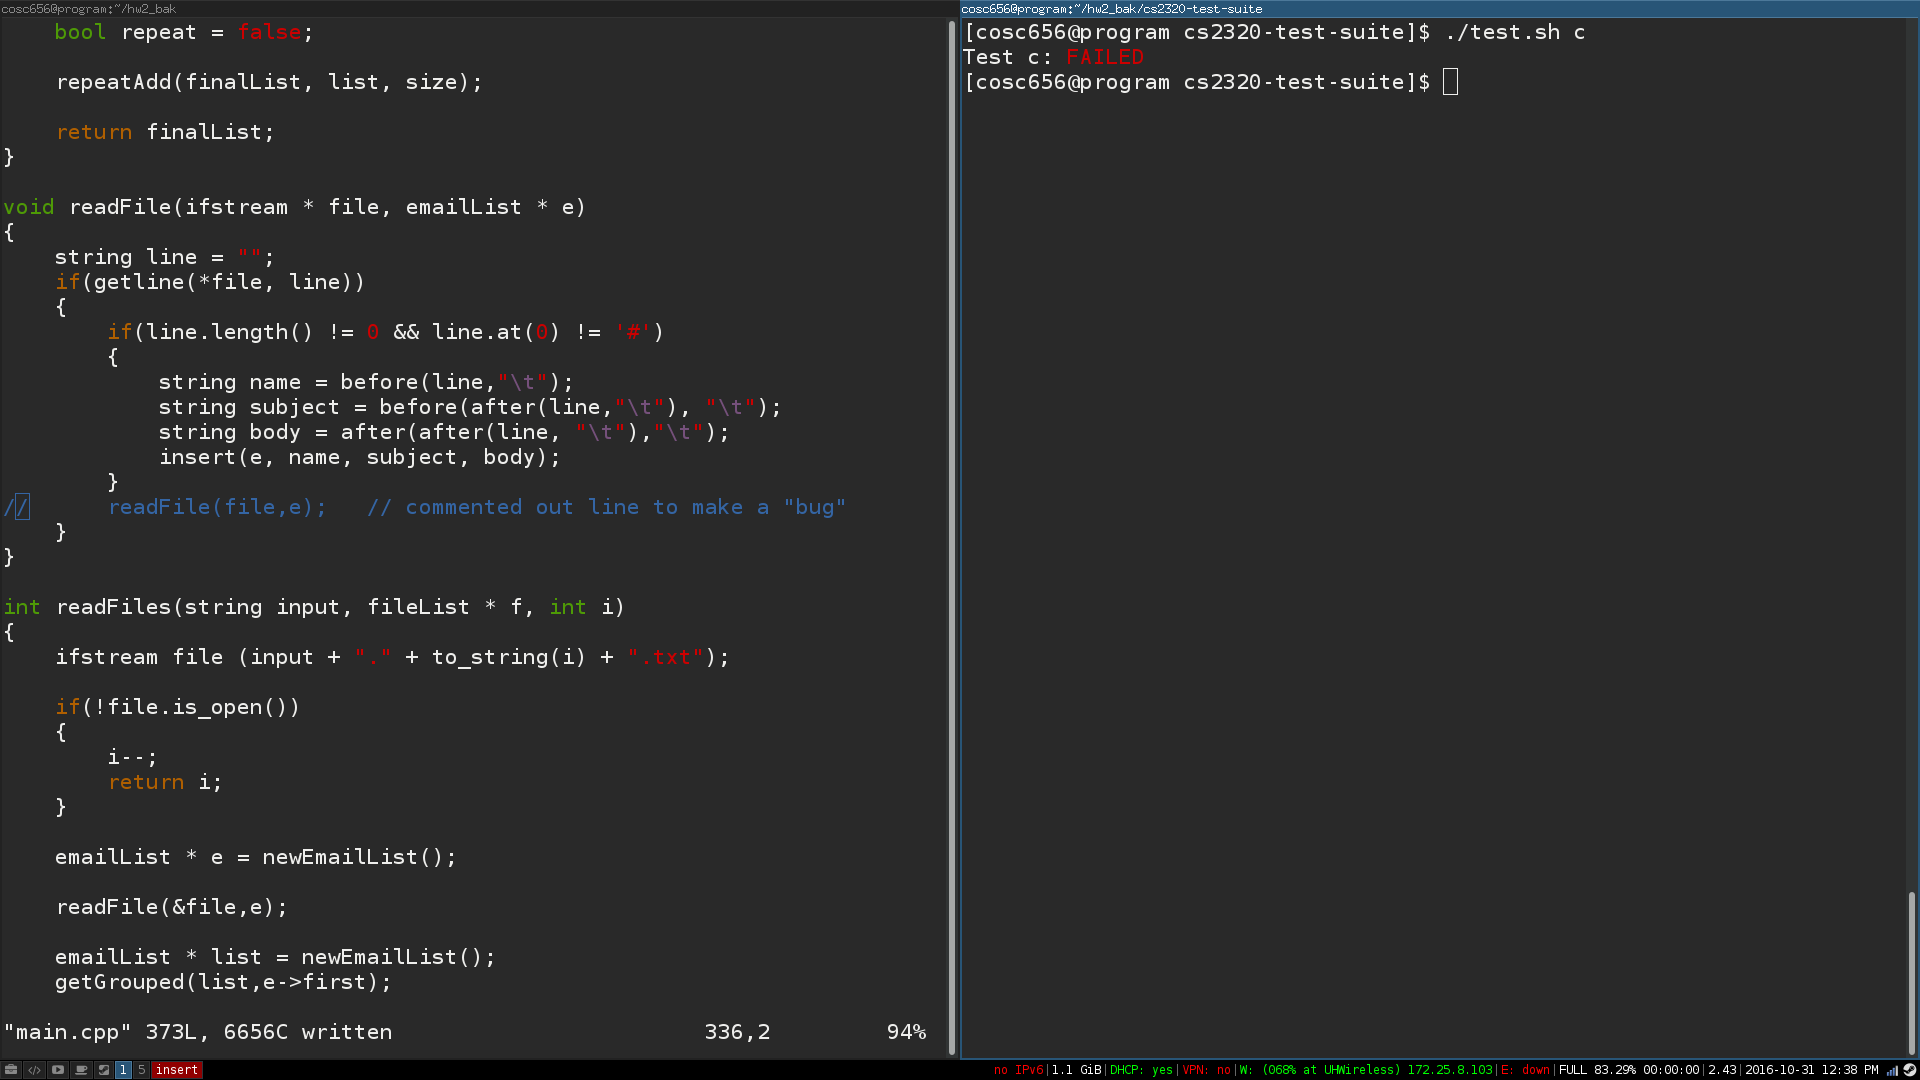 cosc656@program:~/hw2_bak
    bool repeat = false;
    repeatAdd(finalList, list, size);
    return finalList;
}
void readFile(ifstream * file, emailList * e)
{
    string line = "";
    if(getline(*file, line))
    {
        if(line.length() != 0 && line.at(0) != '#')
        {
            string name = before(line,"\t");
            string subject = before(after(line,"\t"), "\t");
            string body = after(after(line, "\t"),"\t");
            insert(e, name, subject, body);
        }
//      readFile(file,e);   // commented out line to make a "bug"
    }
}
int readFiles(string input, fileList * f, int i)
{
    ifstream file (input + "." + to_string(i) + ".txt");
    if(!file.is_open())
    {
        i--;
        return i;
    }
    emailList * e = newEmailList();
    readFile(&file,e);
    emailList * list = newEmailList();
    getGrouped(list,e->first);
"main.cpp" 373L, 6656C written 336,2 94%
cosc656@program:~/hw2_bak/cs2320-test-suite
[cosc656@program cs2320-test-suite]$ ./test.sh c
Test c: FAILED
[cosc656@program cs2320-test-suite]$
1 5 insert
no IPv6|1.1 GiB|DHCP: yes|VPN: no|W: (068% at UHWireless) 172.25.8.103|E: down|FULL 83.29% 00:00:00|2.43|2016-10-31 12:38 PM